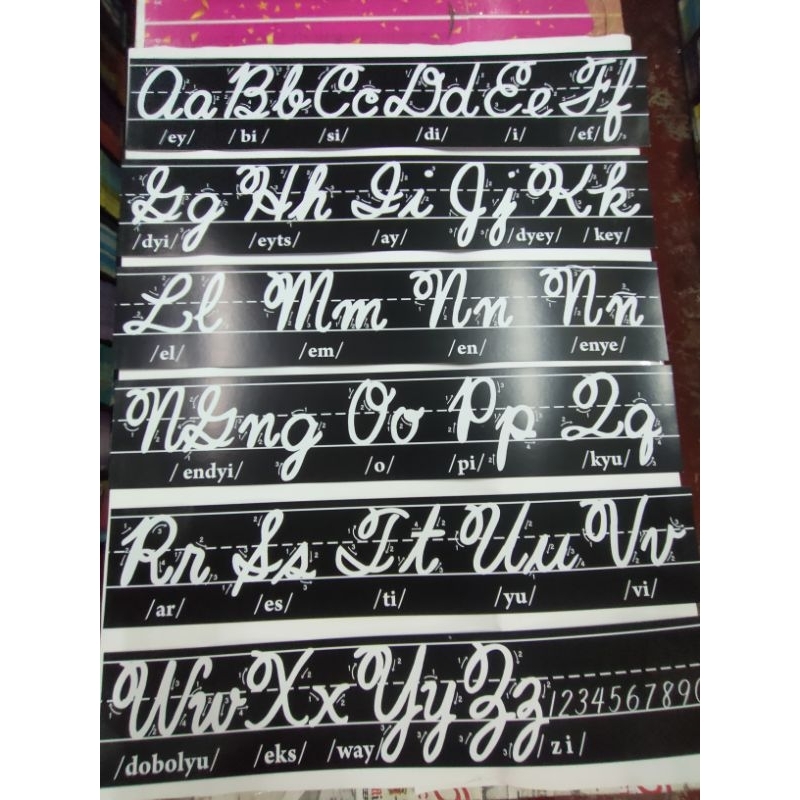 Aa Bb Cc Dd Ee Ff
/ey/ /bi/ /si/ /di/ /i/ /ef/
Gg Hh Ii Jj Kk
/dyi/ /eyts/ /ay/ /dyey/ /key/
Ll Mm Nn Nn
/el/ /em/ /en/ /enye/
NGng Oo Pp Qq
/endyi/ /o/ /pi/ /kyu/
Rr Ss Tt Uu Vv
/ar/ /es/ /ti/ /yu/ /vi/
Ww Xx Yy Zz 1234567890
/dobolyu/ /eks/ /way/ /zi/